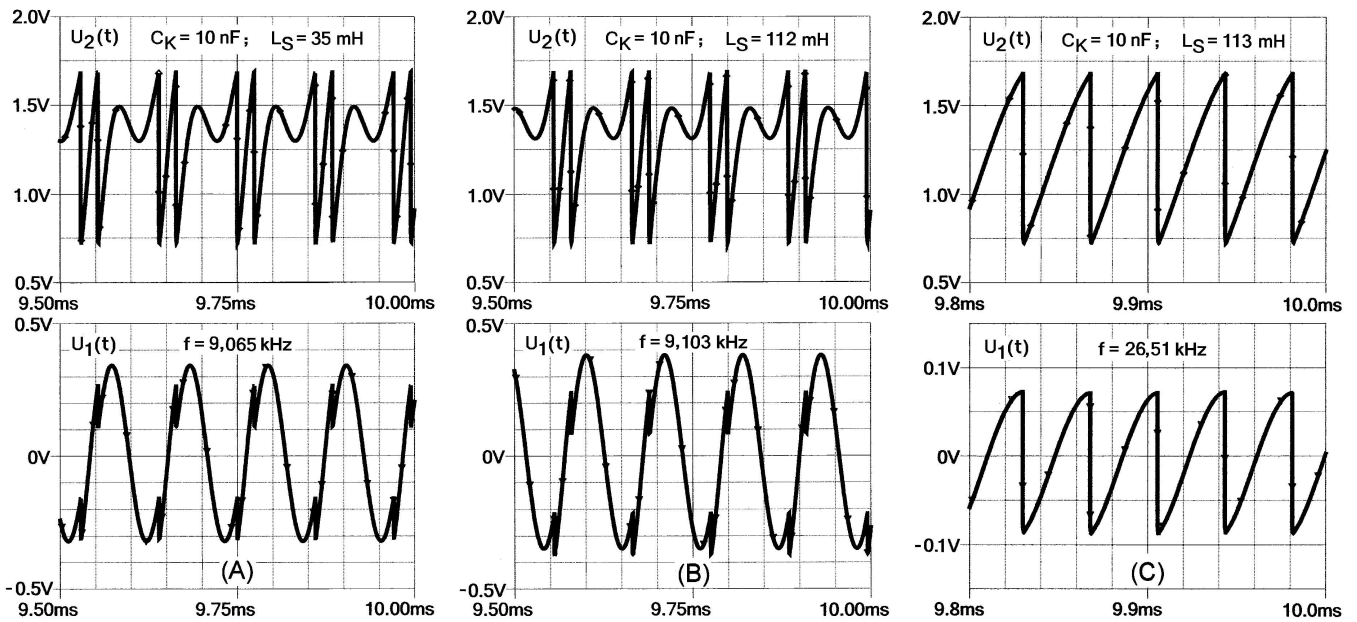 2.0V
U2(t) CK = 10 nF; LS = 35 mH
1.5V
1.0V
0.5V
9.50ms 9.75ms 10.00ms
0.5V
U1(t) f = 9,065 kHz
0V
-0.5V
(A)
9.50ms 9.75ms 10.00ms
2.0V
U2(t) CK = 10 nF; LS = 112 mH
1.5V
1.0V
0.5V
9.50ms 9.75ms 10.00ms
0.5V
U1(t) f = 9,103 kHz
0V
-0.5V
(B)
9.50ms 9.75ms 10.00ms
2.0V
U2(t) CK = 10 nF; LS = 113 mH
1.5V
1.0V
0.5V
9.8ms 9.9ms 10.0ms
0.1V
U1(t) f = 26,51 kHz
0V
-0.1V
(C)
9.8ms 9.9ms 10.0ms